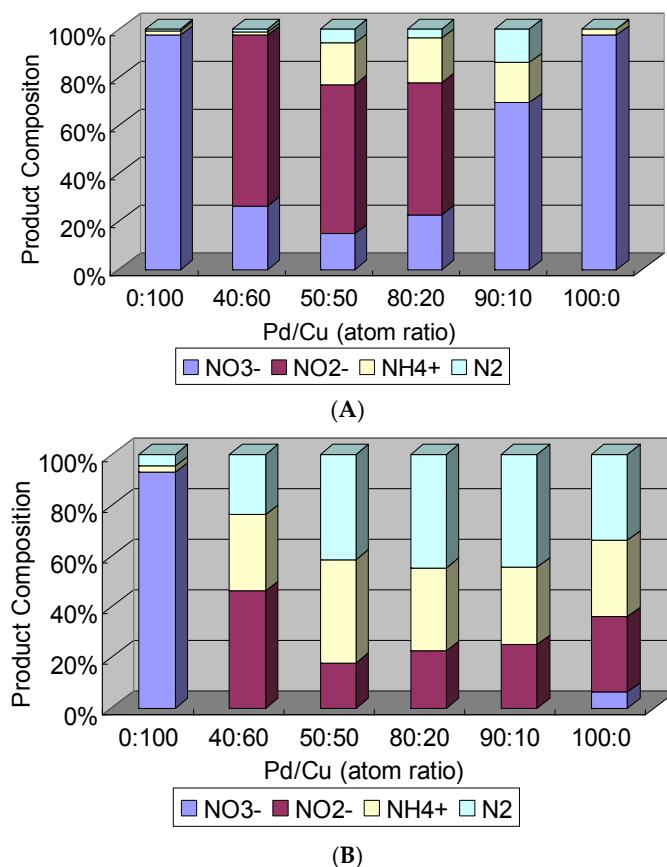 100%
80%
60%
40%
20%
0%
Product Compositon
0:100 40:60 50:50 80:20 90:10 100:0
Pd/Cu (atom ratio)
NO3- NO2- NH4+ N2
(A)
100%
80%
60%
40%
20%
0%
Product Composition
0:100 40:60 50:50 80:20 90:10 100:0
Pd/Cu (atom ratio)
NO3- NO2- NH4+ N2
(B)